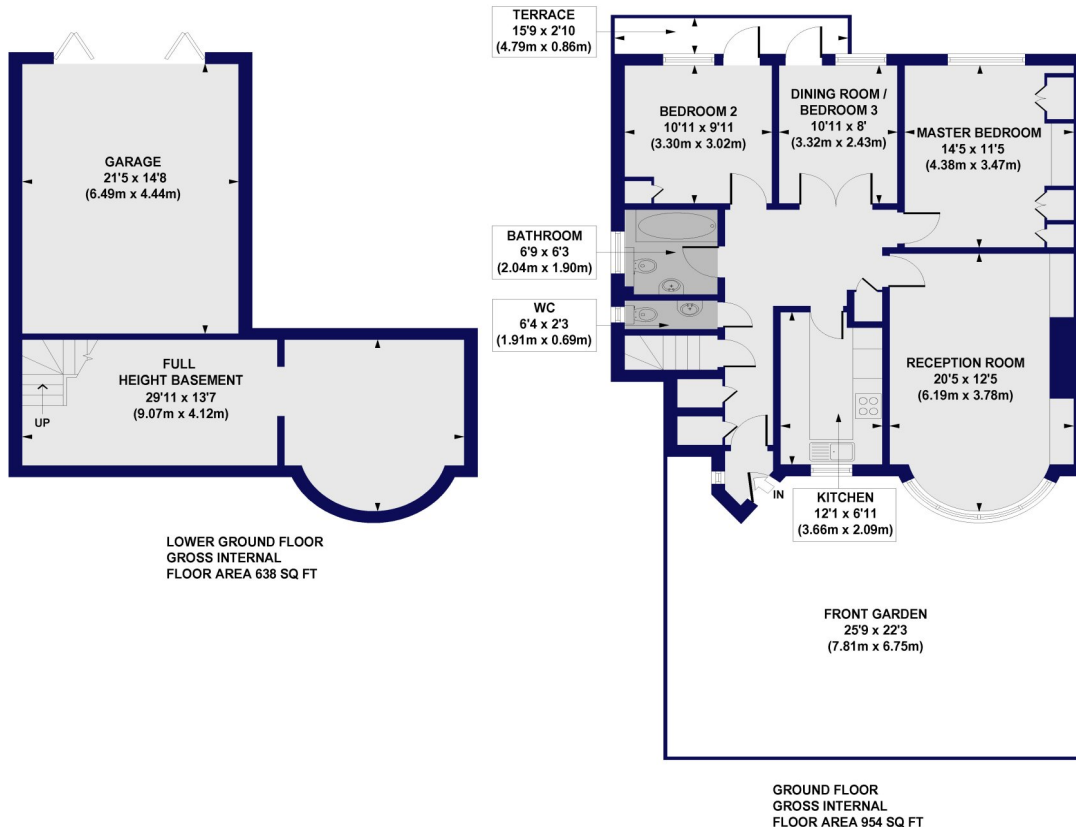 GARAGE
21'5 x 14'8
(6.49m x 4.44m)
FULL
HEIGHT BASEMENT
29'11 x 13'7
(9.07m x 4.12m)
UP
LOWER GROUND FLOOR
GROSS INTERNAL
FLOOR AREA 638 SQ FT
TERRACE
15'9 x 2'10
(4.79m x 0.86m)
BEDROOM 2
10'11 x 9'11
(3.30m x 3.02m)
DINING ROOM /
BEDROOM 3
10'11 x 8'
(3.32m x 2.43m)
MASTER BEDROOM
14'5 x 11'5
(4.38m x 3.47m)
BATHROOM
6'9 x 6'3
(2.04m x 1.90m)
WC
6'4 x 2'3
(1.91m x 0.69m)
RECEPTION ROOM
20'5 x 12'5
(6.19m x 3.78m)
IN
KITCHEN
12'1 x 6'11
(3.66m x 2.09m)
FRONT GARDEN
25'9 x 22'3
(7.81m x 6.75m)
GROUND FLOOR
GROSS INTERNAL
FLOOR AREA 954 SQ FT